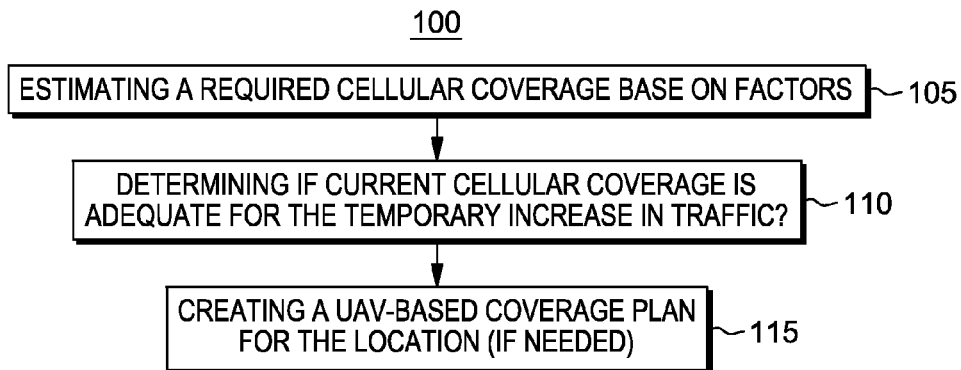 100
ESTIMATING A REQUIRED CELLULAR COVERAGE BASE ON FACTORS
105
DETERMINING IF CURRENT CELLULAR COVERAGE IS
ADEQUATE FOR THE TEMPORARY INCREASE IN TRAFFIC?
110
CREATING A UAV-BASED COVERAGE PLAN
FOR THE LOCATION (IF NEEDED)
115